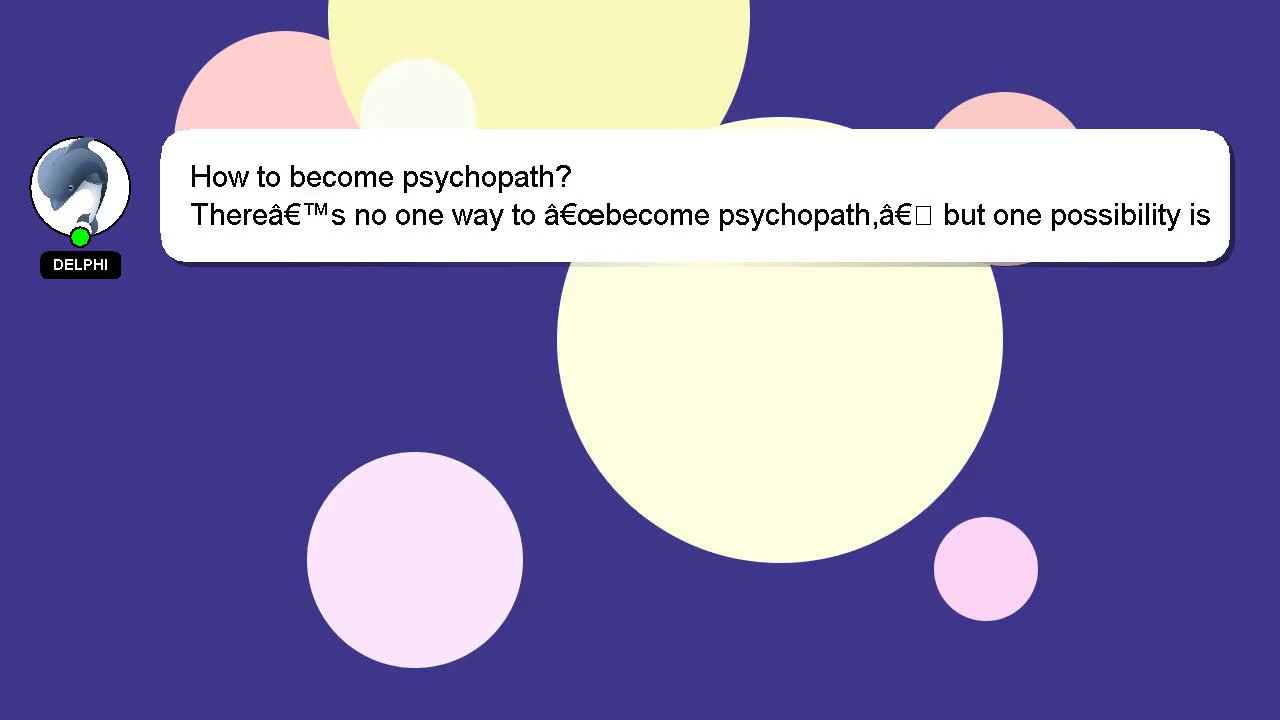 How to become psychopath?
Thereâ€™s no one way to â€œbecome psychopath,â€□ but one possibility is
DELPHI